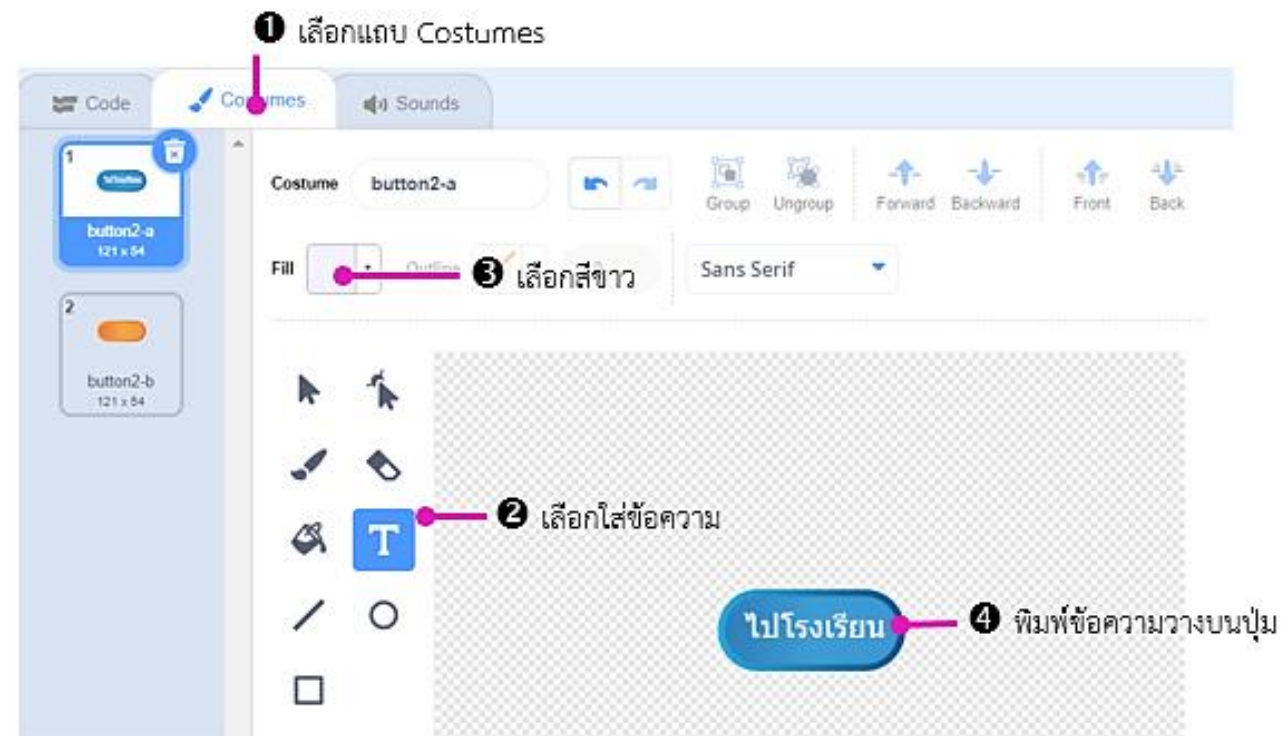 ❶ เลือกแถบ Costumes
Code Costumes Sounds
1
button2-a
121 x 54
2
button2-b
121 x 54
Costume button2-a Group Ungroup Forward Backward Front Back
Fill Outline ❸ เลือกสีขาว Sans Serif
T ❷ เลือกใส่ข้อความ
ไปโรงเรียน ❹ พิมพ์ข้อความวางบนปุ่ม